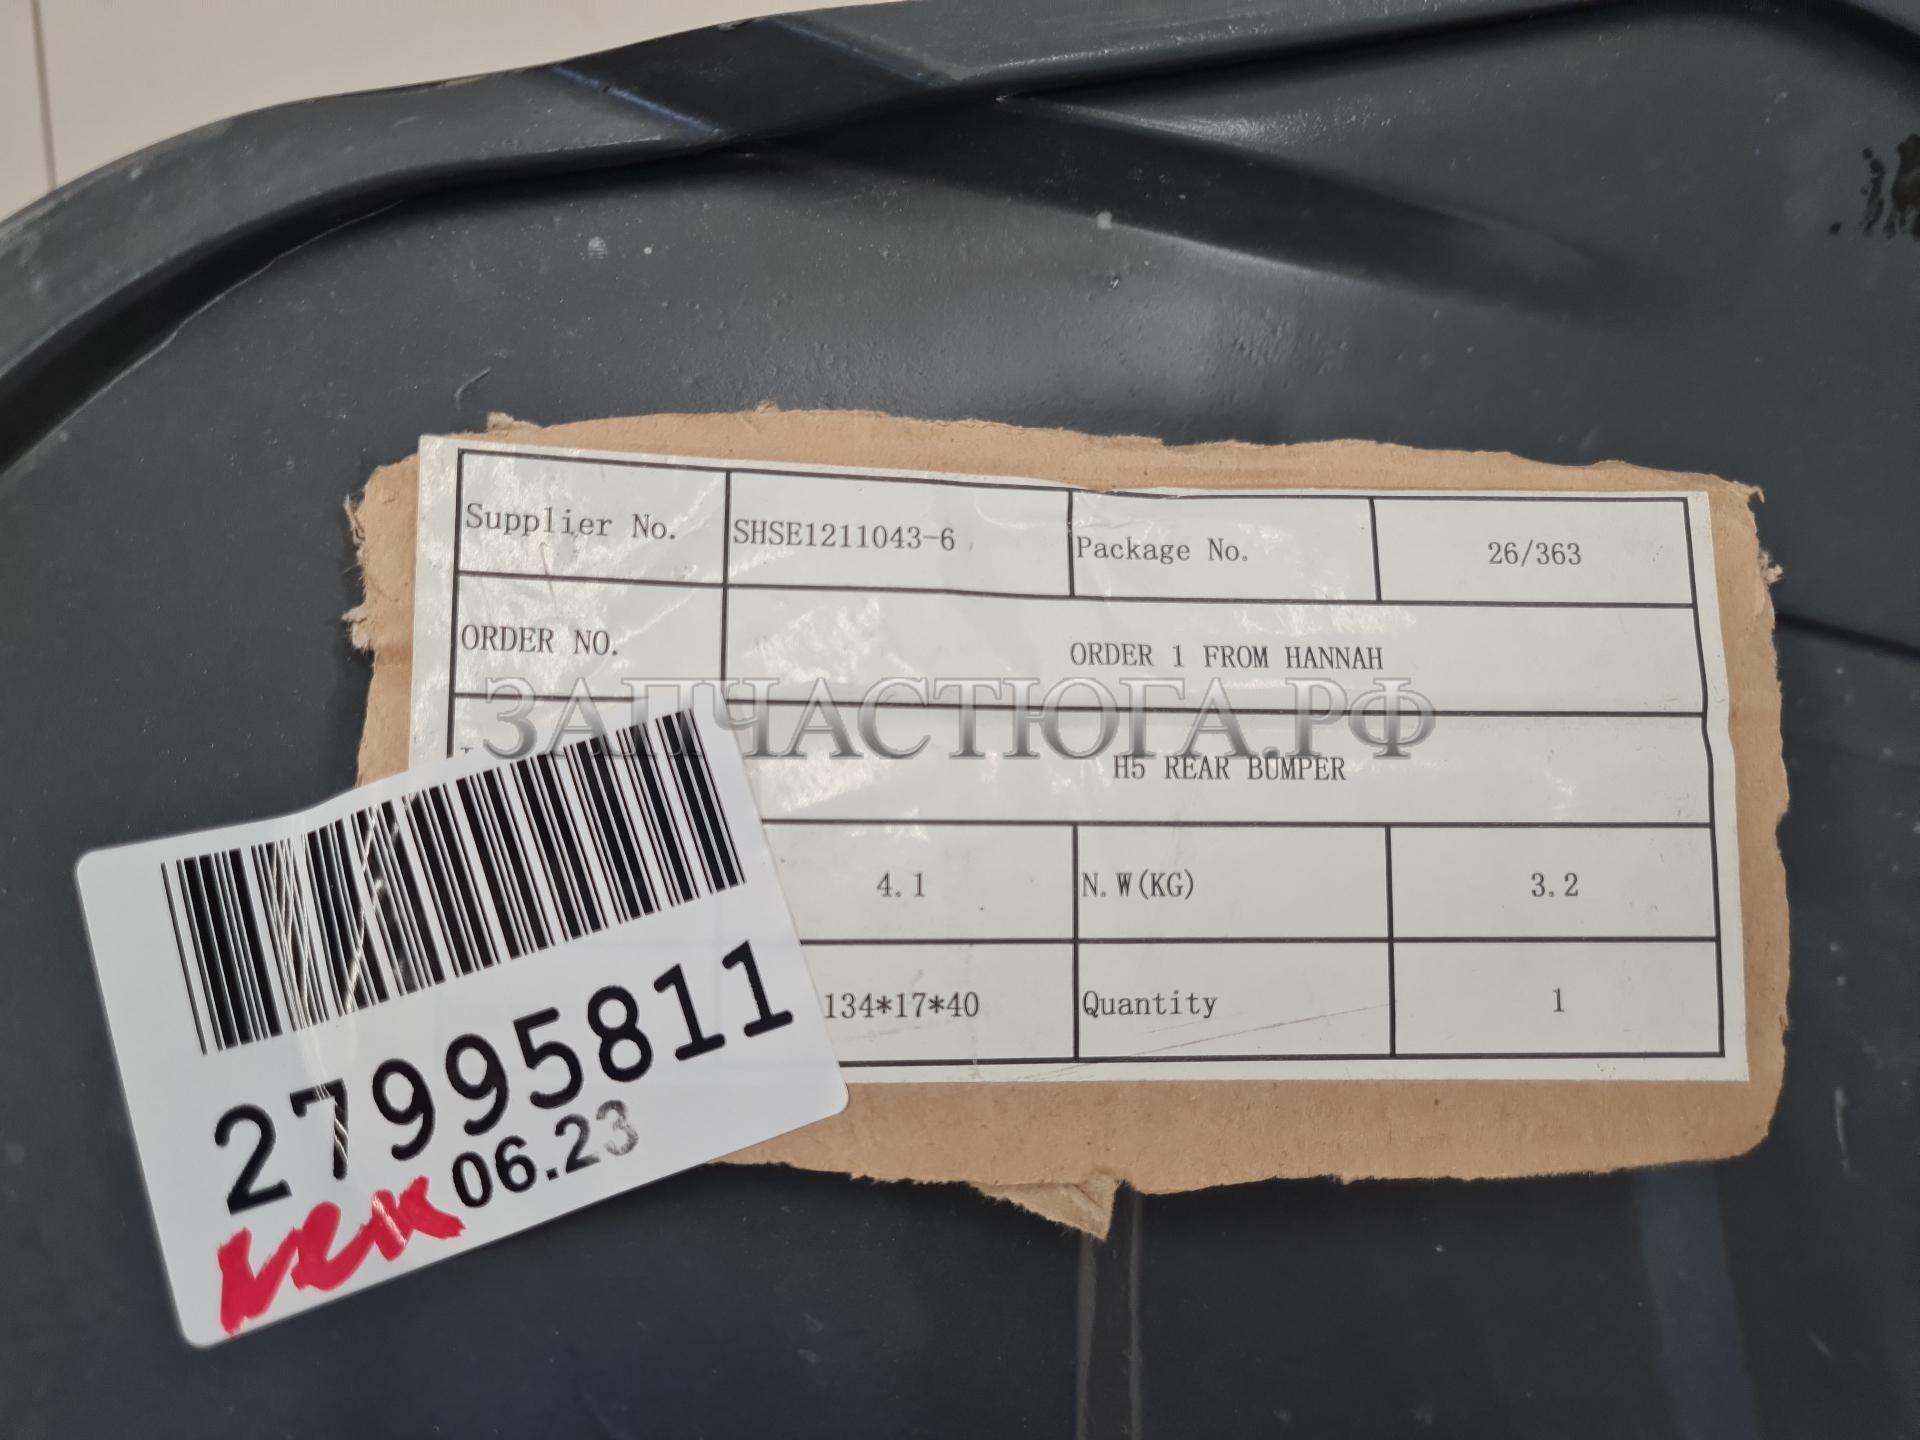 Supplier No. SHSE1211043-6 Package No. 26/363
ORDER NO. ORDER 1 FROM HANNAH
ЗАПЧАСТЮГА.РФ
H5 REAR BUMPER
4.1 N.W(KG) 3.2
134*17*40 Quantity 1
27995811
06.23